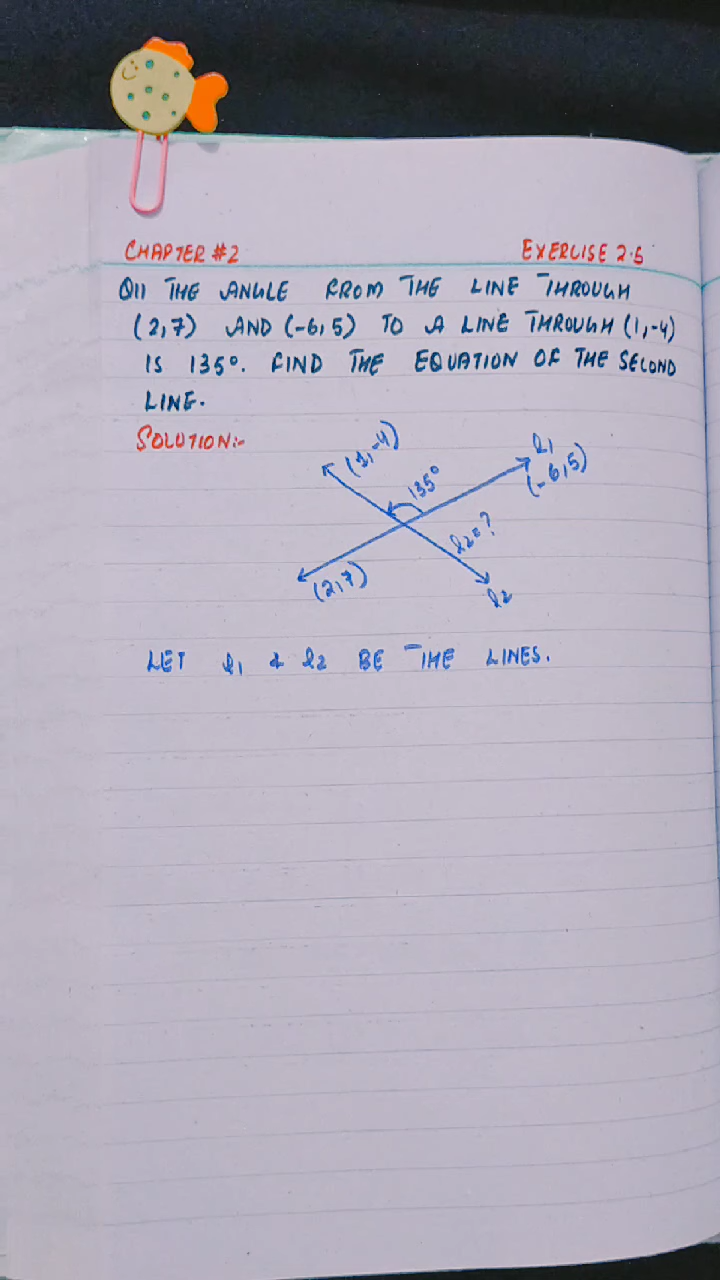 CHAPTER #2 EXERCISE 2.5
Q11 THE ANGLE FROM THE LINE THROUGH
(2,7) AND (-6,5) TO A LINE THROUGH (1,-4)
IS 135°. FIND THE EQUATION OF THE SECOND
LINE.
SOLUTION:-
(1,-4)
135°
l1
(-6,5)
l2=?
(2,7)
l2
LET l1 & l2 BE THE LINES.